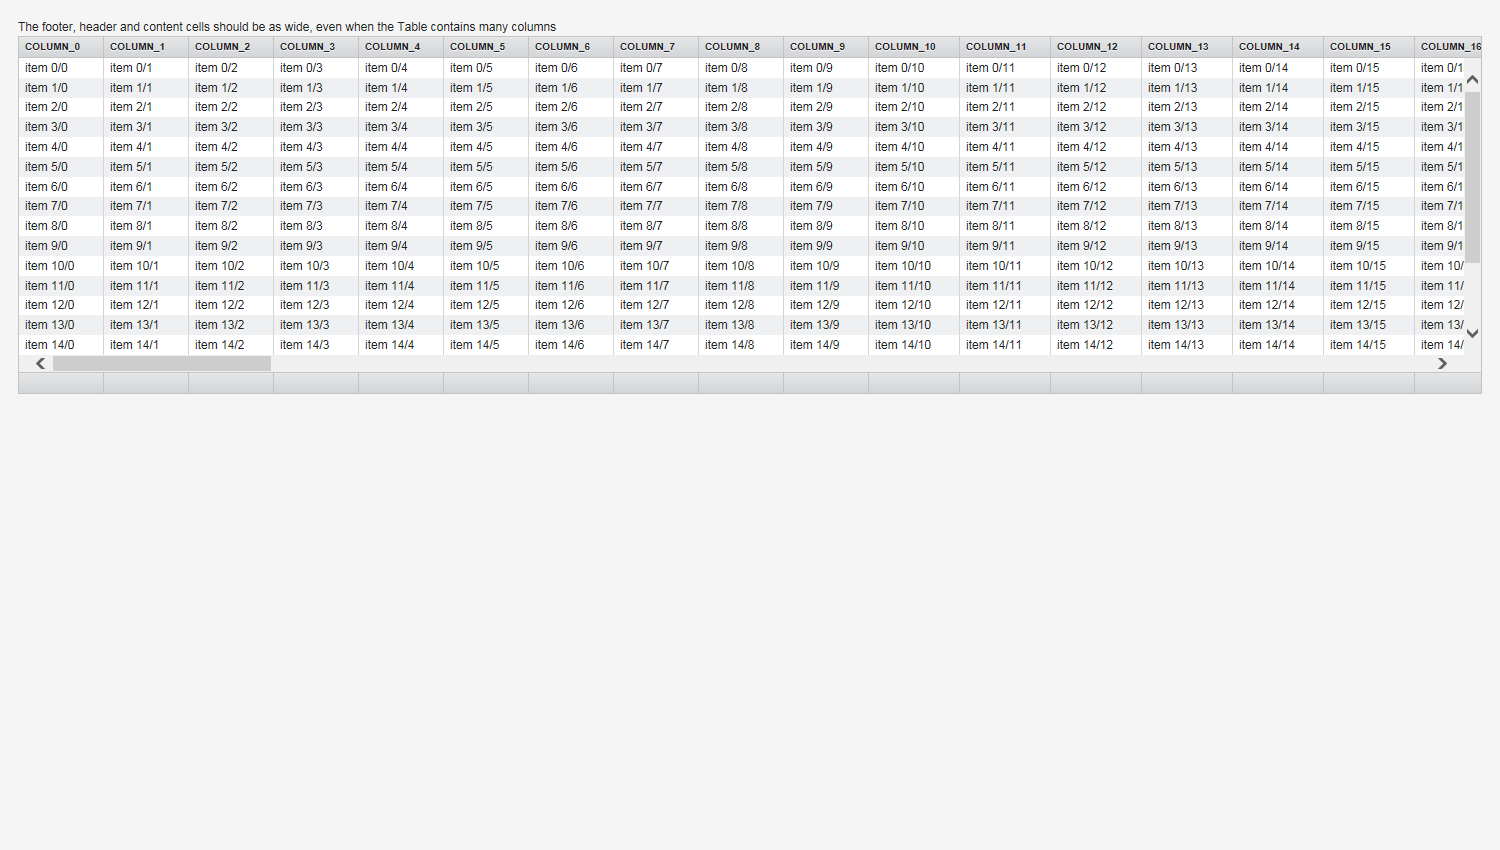 The footer, header and content cells should be as wide, even when the Table contains many columns
COLUMN_0 COLUMN_1 COLUMN_2 COLUMN_3 COLUMN_4 COLUMN_5 COLUMN_6 COLUMN_7 COLUMN_8 COLUMN_9 COLUMN_10 COLUMN_11 COLUMN_12 COLUMN_13 COLUMN_14 COLUMN_15 COLUMN_16
item 0/0 item 0/1 item 0/2 item 0/3 item 0/4 item 0/5 item 0/6 item 0/7 item 0/8 item 0/9 item 0/10 item 0/11 item 0/12 item 0/13 item 0/14 item 0/15 item 0/1
item 1/0 item 1/1 item 1/2 item 1/3 item 1/4 item 1/5 item 1/6 item 1/7 item 1/8 item 1/9 item 1/10 item 1/11 item 1/12 item 1/13 item 1/14 item 1/15 item 1/1
item 2/0 item 2/1 item 2/2 item 2/3 item 2/4 item 2/5 item 2/6 item 2/7 item 2/8 item 2/9 item 2/10 item 2/11 item 2/12 item 2/13 item 2/14 item 2/15 item 2/1
item 3/0 item 3/1 item 3/2 item 3/3 item 3/4 item 3/5 item 3/6 item 3/7 item 3/8 item 3/9 item 3/10 item 3/11 item 3/12 item 3/13 item 3/14 item 3/15 item 3/1
item 4/0 item 4/1 item 4/2 item 4/3 item 4/4 item 4/5 item 4/6 item 4/7 item 4/8 item 4/9 item 4/10 item 4/11 item 4/12 item 4/13 item 4/14 item 4/15 item 4/1
item 5/0 item 5/1 item 5/2 item 5/3 item 5/4 item 5/5 item 5/6 item 5/7 item 5/8 item 5/9 item 5/10 item 5/11 item 5/12 item 5/13 item 5/14 item 5/15 item 5/1
item 6/0 item 6/1 item 6/2 item 6/3 item 6/4 item 6/5 item 6/6 item 6/7 item 6/8 item 6/9 item 6/10 item 6/11 item 6/12 item 6/13 item 6/14 item 6/15 item 6/1
item 7/0 item 7/1 item 7/2 item 7/3 item 7/4 item 7/5 item 7/6 item 7/7 item 7/8 item 7/9 item 7/10 item 7/11 item 7/12 item 7/13 item 7/14 item 7/15 item 7/1
item 8/0 item 8/1 item 8/2 item 8/3 item 8/4 item 8/5 item 8/6 item 8/7 item 8/8 item 8/9 item 8/10 item 8/11 item 8/12 item 8/13 item 8/14 item 8/15 item 8/1
item 9/0 item 9/1 item 9/2 item 9/3 item 9/4 item 9/5 item 9/6 item 9/7 item 9/8 item 9/9 item 9/10 item 9/11 item 9/12 item 9/13 item 9/14 item 9/15 item 9/1
item 10/0 item 10/1 item 10/2 item 10/3 item 10/4 item 10/5 item 10/6 item 10/7 item 10/8 item 10/9 item 10/10 item 10/11 item 10/12 item 10/13 item 10/14 item 10/15 item 10/
item 11/0 item 11/1 item 11/2 item 11/3 item 11/4 item 11/5 item 11/6 item 11/7 item 11/8 item 11/9 item 11/10 item 11/11 item 11/12 item 11/13 item 11/14 item 11/15 item 11/
item 12/0 item 12/1 item 12/2 item 12/3 item 12/4 item 12/5 item 12/6 item 12/7 item 12/8 item 12/9 item 12/10 item 12/11 item 12/12 item 12/13 item 12/14 item 12/15 item 12/
item 13/0 item 13/1 item 13/2 item 13/3 item 13/4 item 13/5 item 13/6 item 13/7 item 13/8 item 13/9 item 13/10 item 13/11 item 13/12 item 13/13 item 13/14 item 13/15 item 13/
item 14/0 item 14/1 item 14/2 item 14/3 item 14/4 item 14/5 item 14/6 item 14/7 item 14/8 item 14/9 item 14/10 item 14/11 item 14/12 item 14/13 item 14/14 item 14/15 item 14/